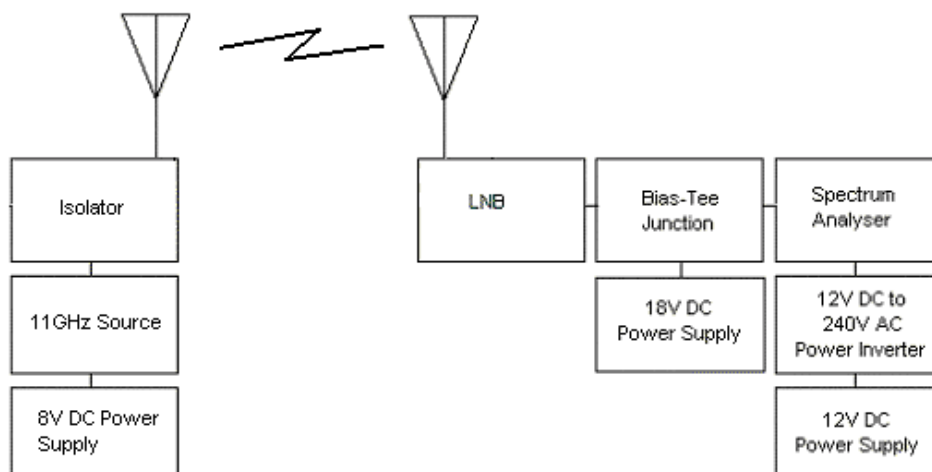 Isolator
LNB
Bias-Tee
Junction
Spectrum
Analyser
11GHz Source
18V DC
Power Supply
12V DC to
240V AC
Power Inverter
8V DC Power
Supply
12V DC
Power Supply